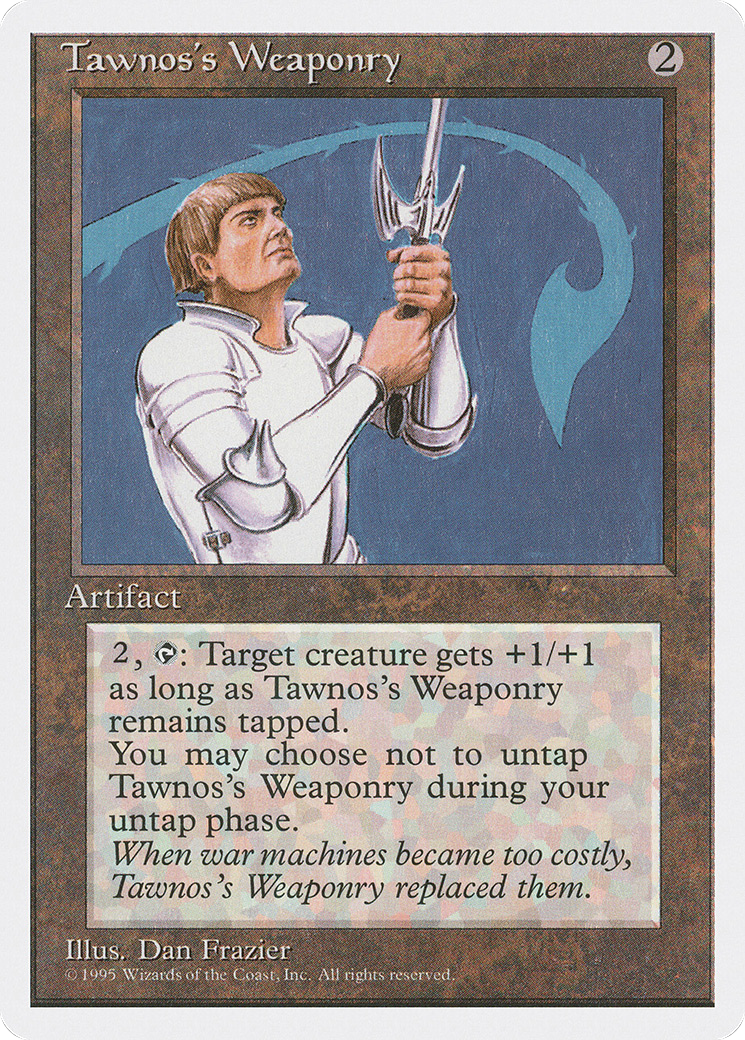 Tawnos's Weaponry 2
Artifact
2, : Target creature gets +1/+1
as long as Tawnos's Weaponry
remains tapped.
You may choose not to untap
Tawnos's Weaponry during your
untap phase.
When war machines became too costly,
Tawnos's Weaponry replaced them.
Illus. Dan Frazier
© 1995 Wizards of the Coast, Inc. All rights reserved.